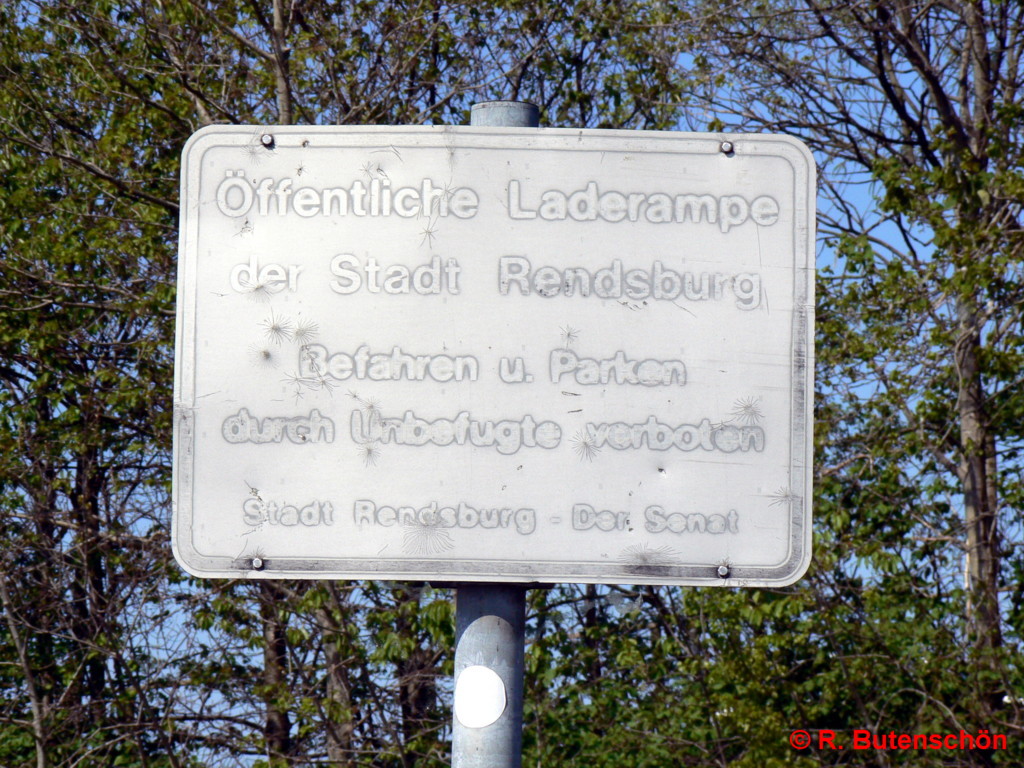 Öffentliche Laderampe
der Stadt Rendsburg
Befahren u. Parken
durch Unbefugte verboten
Stadt Rendsburg - Der Senat
© R. Butenschön